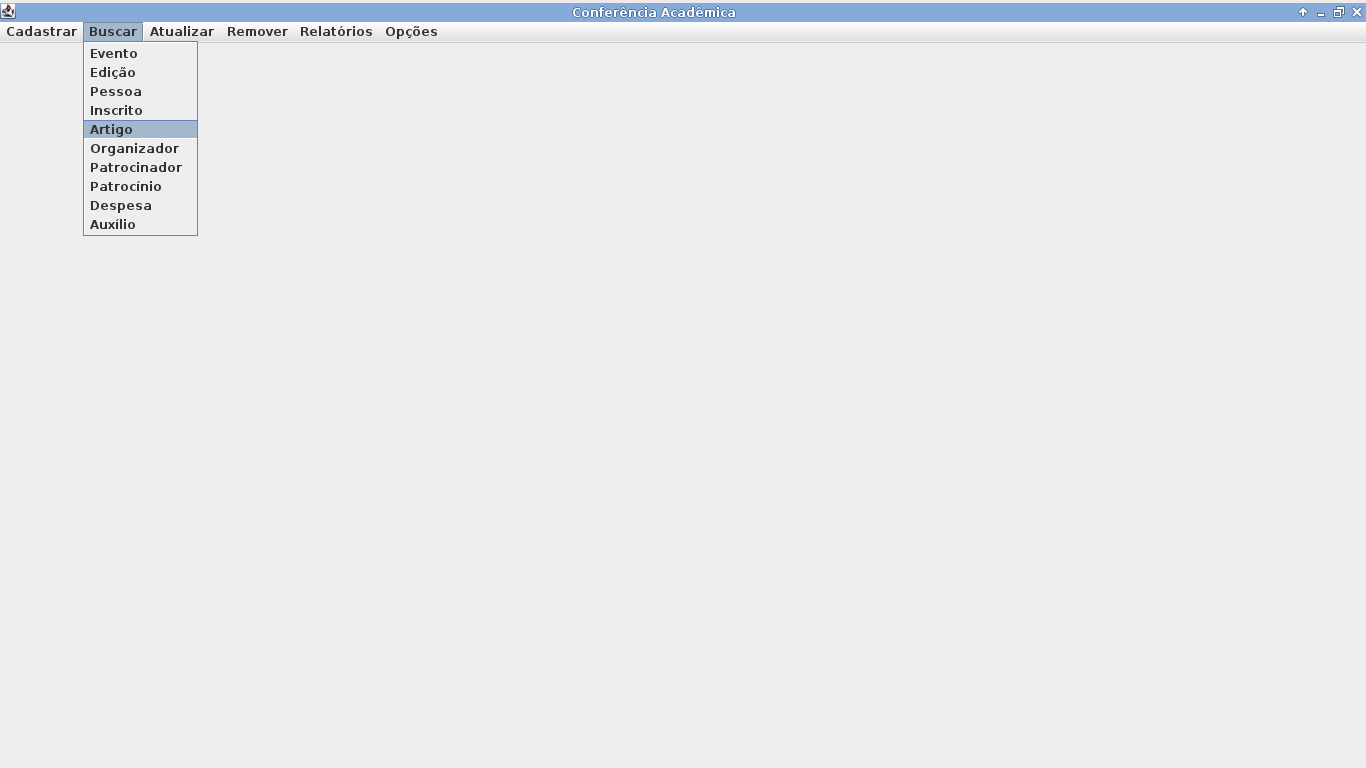 Conferência Acadêmica
Cadastrar Buscar Atualizar Remover Relatórios Opções
Evento
Edição
Pessoa
Inscrito
Artigo
Organizador
Patrocinador
Patrocínio
Despesa
Auxílio